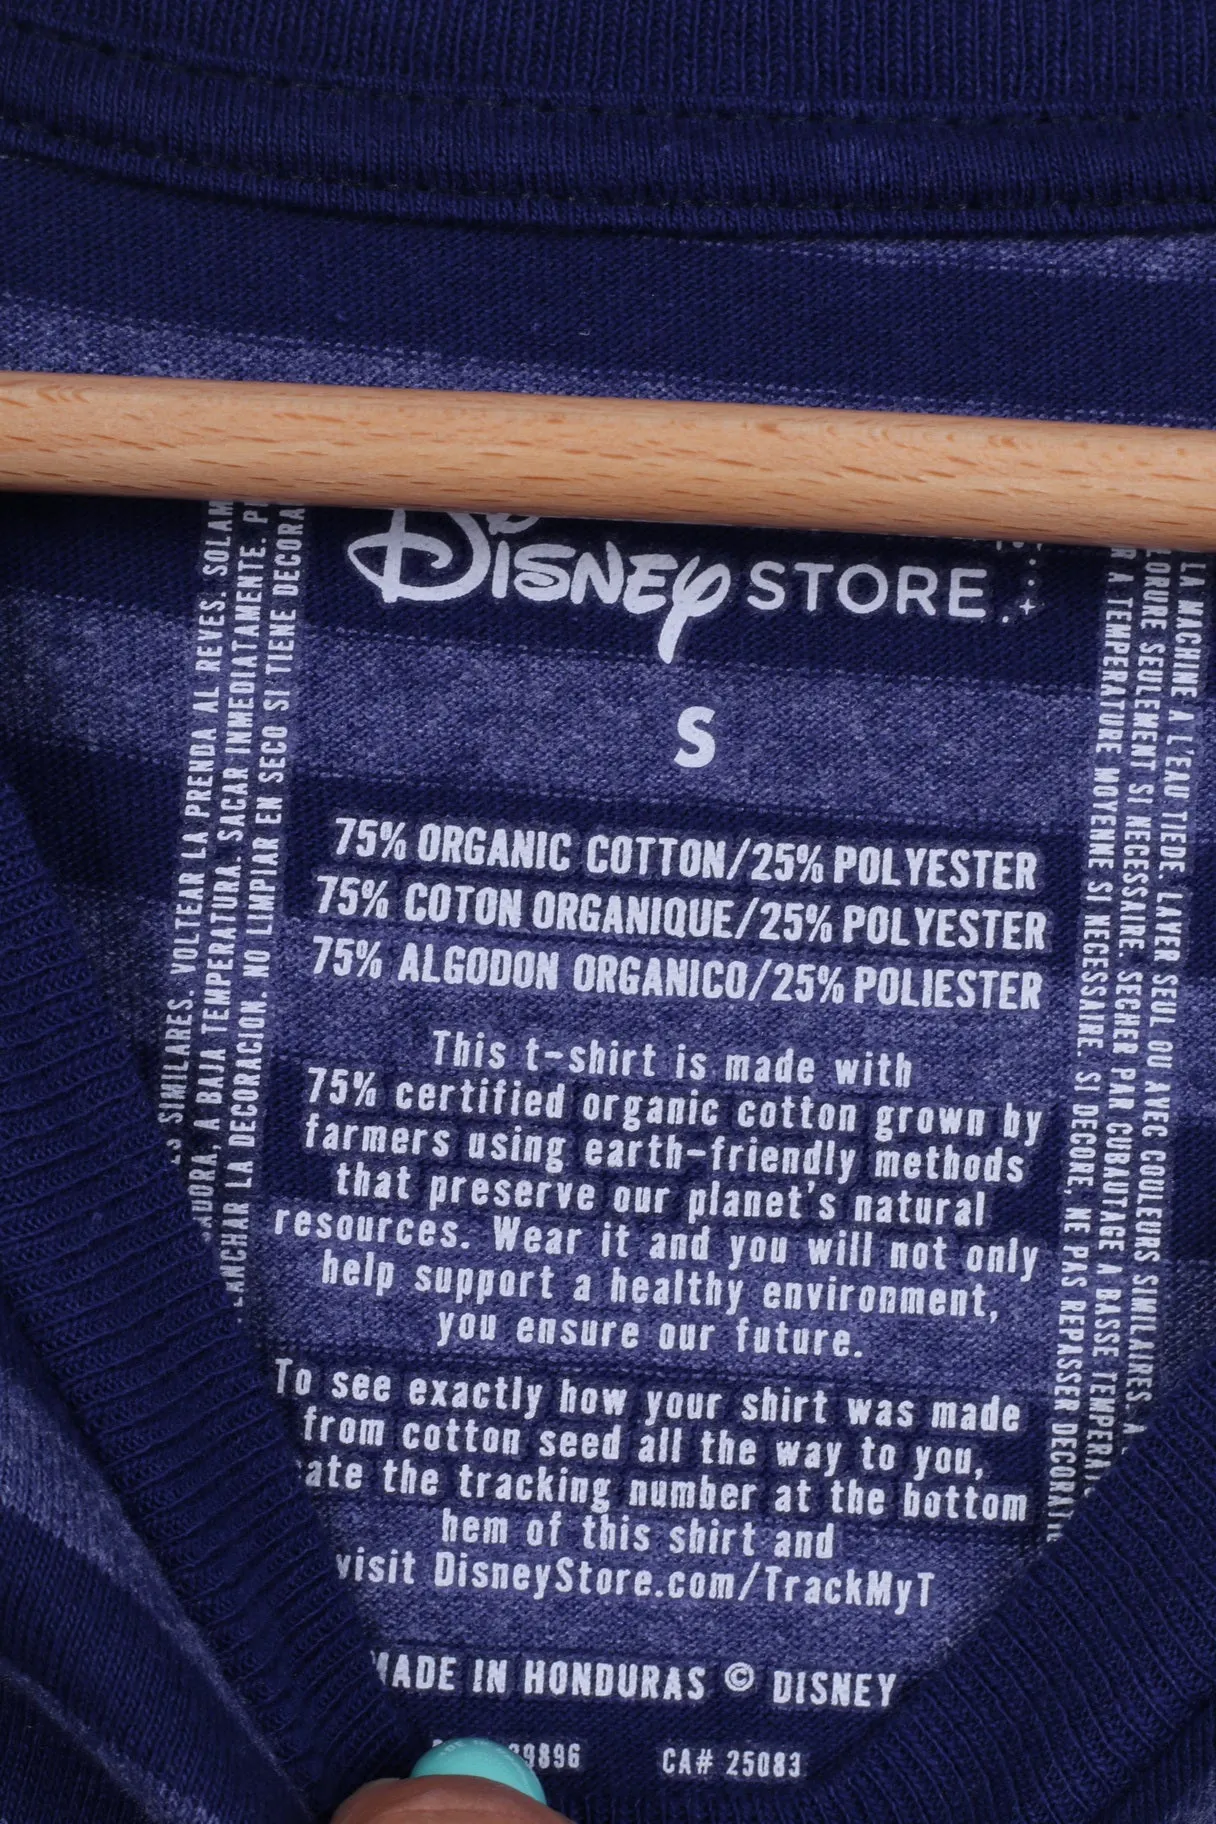 DISNEY STORE
S
75% ORGANIC COTTON/25% POLYESTER
75% COTON ORGANIQUE/25% POLYESTER
75% ALGODON ORGANICO/25% POLIESTER
This t-shirt is made with
75% certified organic cotton grown by
farmers using earth-friendly methods
that preserve our planet's natural
resources. Wear it and you will not only
help support a healthy environment,
you ensure our future.
To see exactly how your shirt was made
from cotton seed all the way to you,
the tracking number at the bottom
hem of this shirt and
visit DisneyStore.com/TrackMyT
MADE IN HONDURAS © DISNEY
CA# 25083
SIMILARES. VOLTEAR LA PRENDA AL REVES.
A BAJA TEMPERATURA. SACAR INMEDIATAMENTE.
LA DECORACION. NO LIMPIAR EN SECO SI TIENE
LA MACHINE A L'EAU TIEDE. LAVER SEUL OU AVEC COULEURS SIMILAIRES. A
SEULEMENT SI NECESSAIRE. SECHER PAR CULBUTAGE A BASSE
A TEMPERATURE MOYENNE SI NECESSAIRE. SI DECORE, NE PAS REPASSER